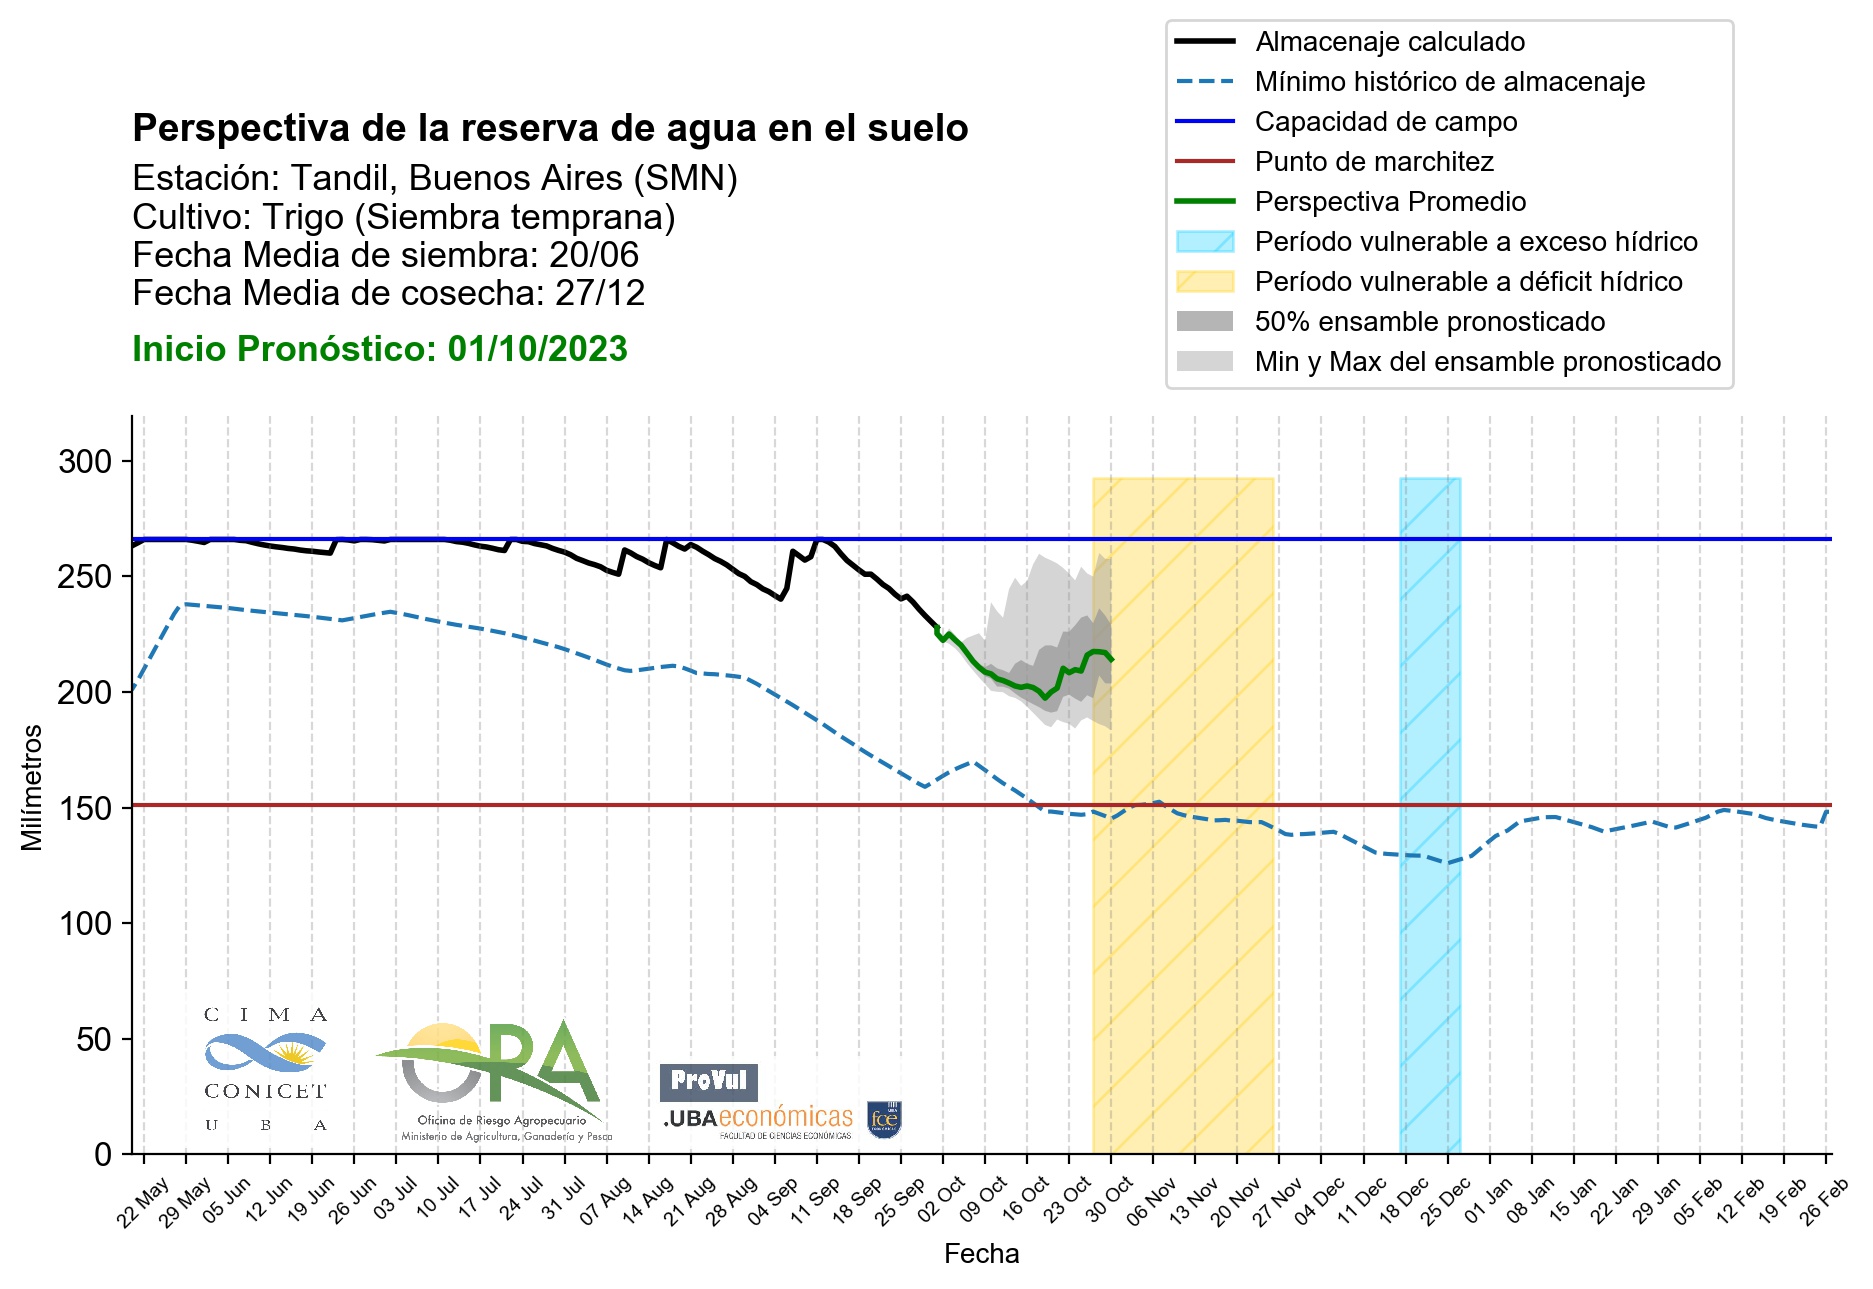 Almacenaje calculado
Mínimo histórico de almacenaje
Capacidad de campo
Punto de marchitez
Perspectiva Promedio
Período vulnerable a exceso hídrico
Período vulnerable a déficit hídrico
50% ensamble pronosticado
Min y Max del ensamble pronosticado
Perspectiva de la reserva de agua en el suelo
Estación: Tandil, Buenos Aires (SMN)
Cultivo: Trigo (Siembra temprana)
Fecha Media de siembra: 20/06
Fecha Media de cosecha: 27/12
Inicio Pronóstico: 01/10/2023
Milímetros
300
250
200
150
100
50
0
CIMA
CONICET
UBA
ORA
Oficina de Riesgo Agropecuario
Ministerio de Agricultura, Ganadería y Pesca
ProVul
.UBAeconómicas
FACULTAD DE CIENCIAS ECONÓMICAS
UBA
fce
22 May
29 May
05 Jun
12 Jun
19 Jun
26 Jun
03 Jul
10 Jul
17 Jul
24 Jul
31 Jul
07 Aug
14 Aug
21 Aug
28 Aug
04 Sep
11 Sep
18 Sep
25 Sep
02 Oct
09 Oct
16 Oct
23 Oct
30 Oct
06 Nov
13 Nov
20 Nov
27 Nov
04 Dec
11 Dec
18 Dec
25 Dec
01 Jan
08 Jan
15 Jan
22 Jan
29 Jan
05 Feb
12 Feb
19 Feb
26 Feb
Fecha